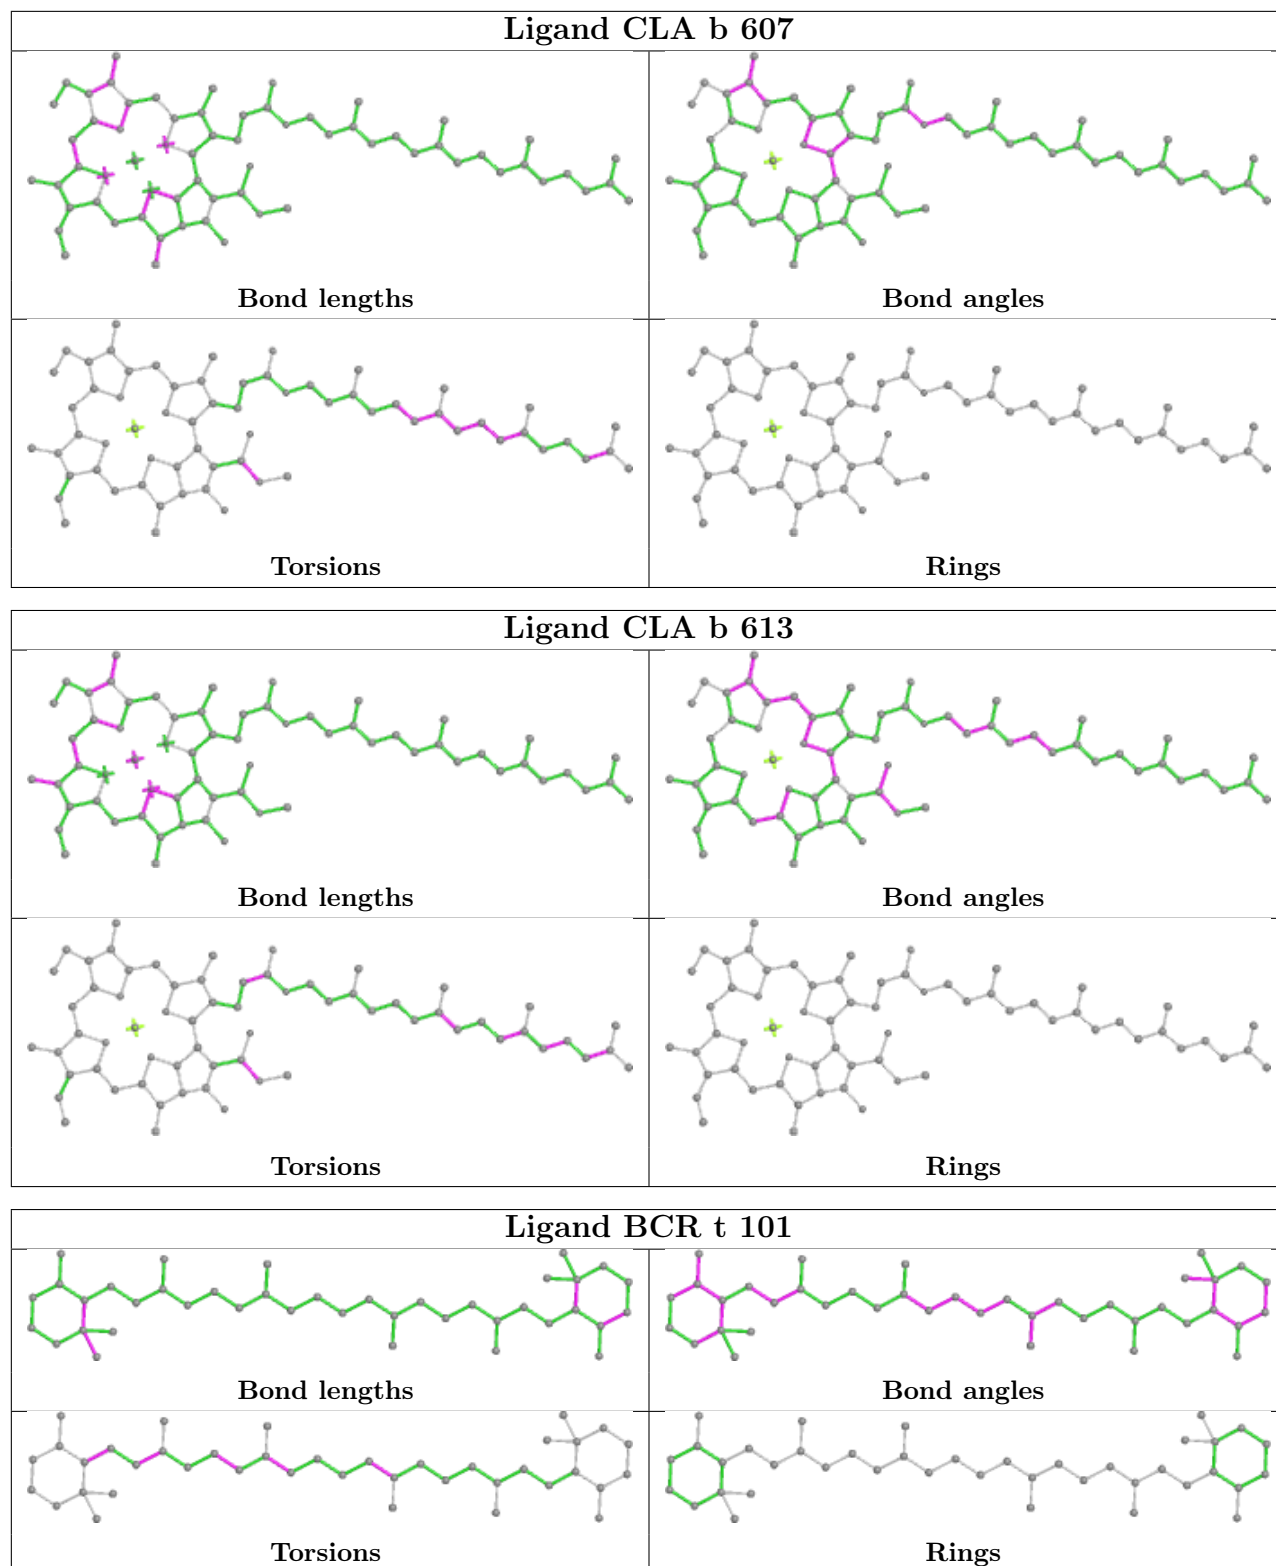 Ligand CLA b 607
Bond lengths
Bond angles
Torsions
Rings
Ligand CLA b 613
Bond lengths
Bond angles
Torsions
Rings
Ligand BCR t 101
Bond lengths
Bond angles
Torsions
Rings